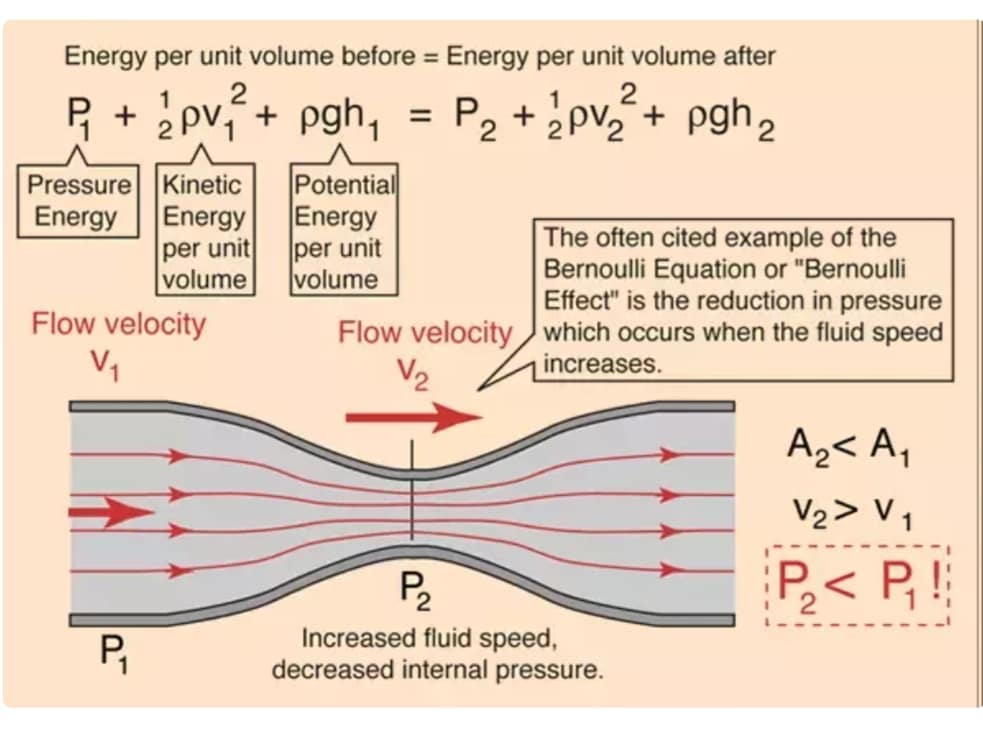 Energy per unit volume before = Energy per unit volume after
P₁ + ½ρv₁² + ρgh₁ = P₂ + ½ρv₂² + ρgh₂
Pressure
Energy
Kinetic
Energy
per unit
volume
Potential
Energy
per unit
volume
The often cited example of the
Bernoulli Equation or "Bernoulli
Effect" is the reduction in pressure
which occurs when the fluid speed
increases.
Flow velocity
v₁
Flow velocity
v₂
A₂< A₁
v₂> v₁
P₂< P₁!
P₂
P₁
Increased fluid speed,
decreased internal pressure.